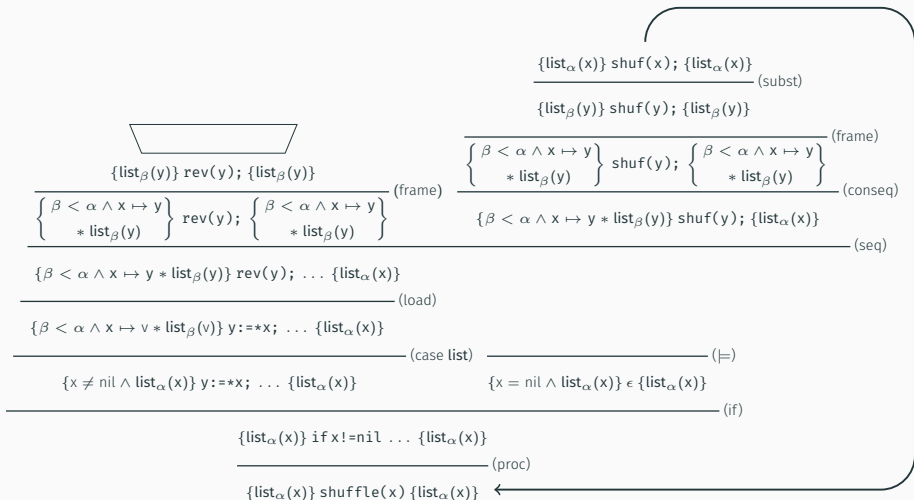 {list_α(x)} shuf(x); {list_α(x)}
(subst)
{list_β(y)} shuf(y); {list_β(y)}
(frame)
{list_β(y)} rev(y); {list_β(y)}
(frame)
{β < α ∧ x ↦ y
∗ list_β(y)} rev(y); {β < α ∧ x ↦ y
∗ list_β(y)}
{β < α ∧ x ↦ y
∗ list_β(y)} shuf(y); {β < α ∧ x ↦ y
∗ list_β(y)}
(conseq)
{β < α ∧ x ↦ y ∗ list_β(y)} shuf(y); {list_α(x)}
(seq)
{β < α ∧ x ↦ y ∗ list_β(y)} rev(y); ... {list_α(x)}
(load)
{β < α ∧ x ↦ v ∗ list_β(v)} y:=*x; ... {list_α(x)}
(case list)
(⊨)
{x ≠ nil ∧ list_α(x)} y:=*x; ... {list_α(x)}
{x = nil ∧ list_α(x)} ϵ {list_α(x)}
(if)
{list_α(x)} if x!=nil ... {list_α(x)}
(proc)
{list_α(x)} shuffle(x) {list_α(x)}